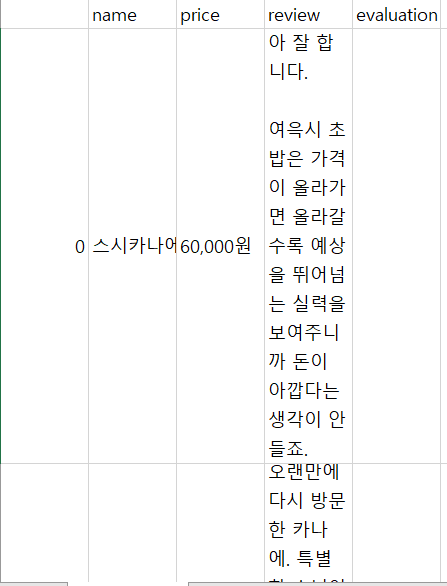 name price review evaluation
아 잘 합
니다.
여윽시 초
밥은 가격
이 올라가
면 올라갈
0 스시카나에 60,000원 수록 예상
을 뛰어넘
는 실력을
보여주니
까 돈이
아깝다는
생각이 안
들죠.
오랜만에
다시 방문
한 카나
에. 특별